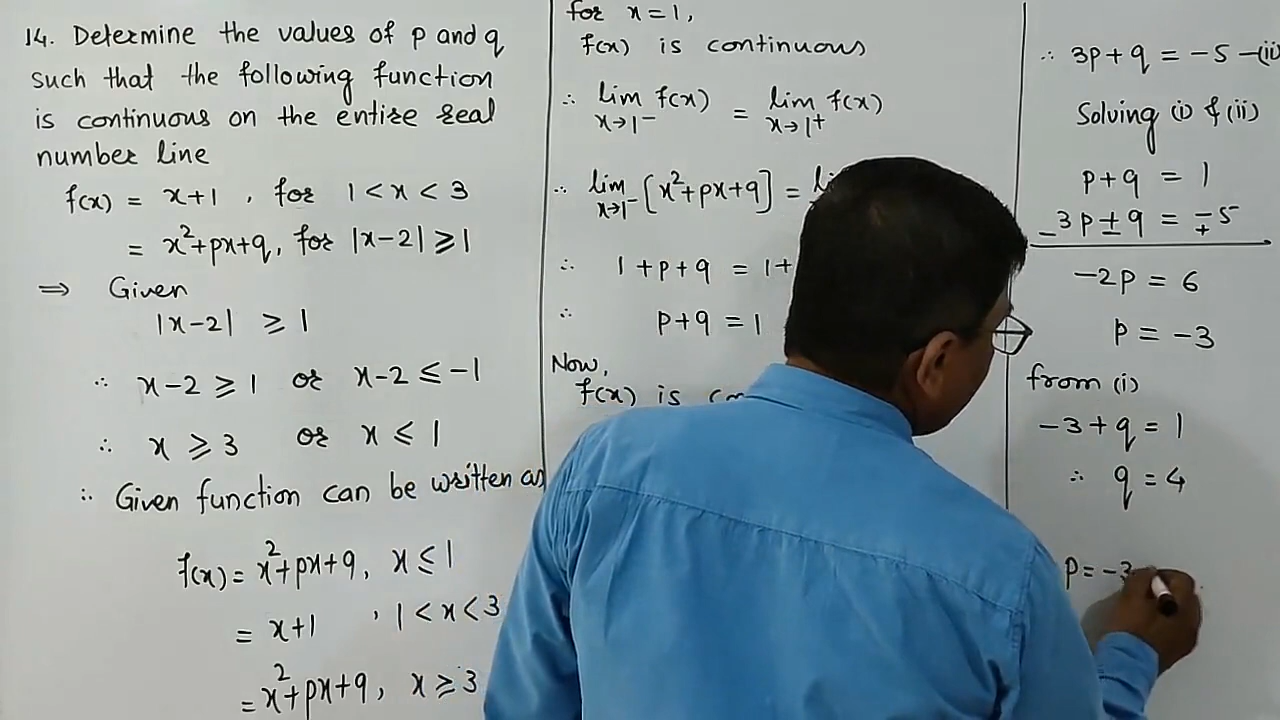 14. Determine the values of p and q
such that the following function
is continuous on the entire real
number line
f(x) = x+1 , for 1 < x < 3
= x²+px+q, for |x-2| ≥ 1
⇒ Given
|x-2| ≥ 1
∴ x-2 ≥ 1 or x-2 ≤ -1
∴ x ≥ 3 or x ≤ 1
∴ Given function can be written as
f(x) = x²+px+q, x ≤ 1
= x+1 , 1 < x < 3
= x²+px+q, x ≥ 3
for x = 1,
f(x) is continuous
∴ lim x→1⁻ f(x) = lim x→1⁺ f(x)
∴ lim x→1⁻ [x²+px+q] =
∴ 1+p+q = 1+
∴ p+q = 1
Now,
f(x) is
∴ 3p+q = -5 -(ii)
Solving (i) & (ii)
p+q = 1
_3p±q = -5
+
-2p = 6
p = -3
from (i)
-3+q = 1
∴ q = 4
p = -3